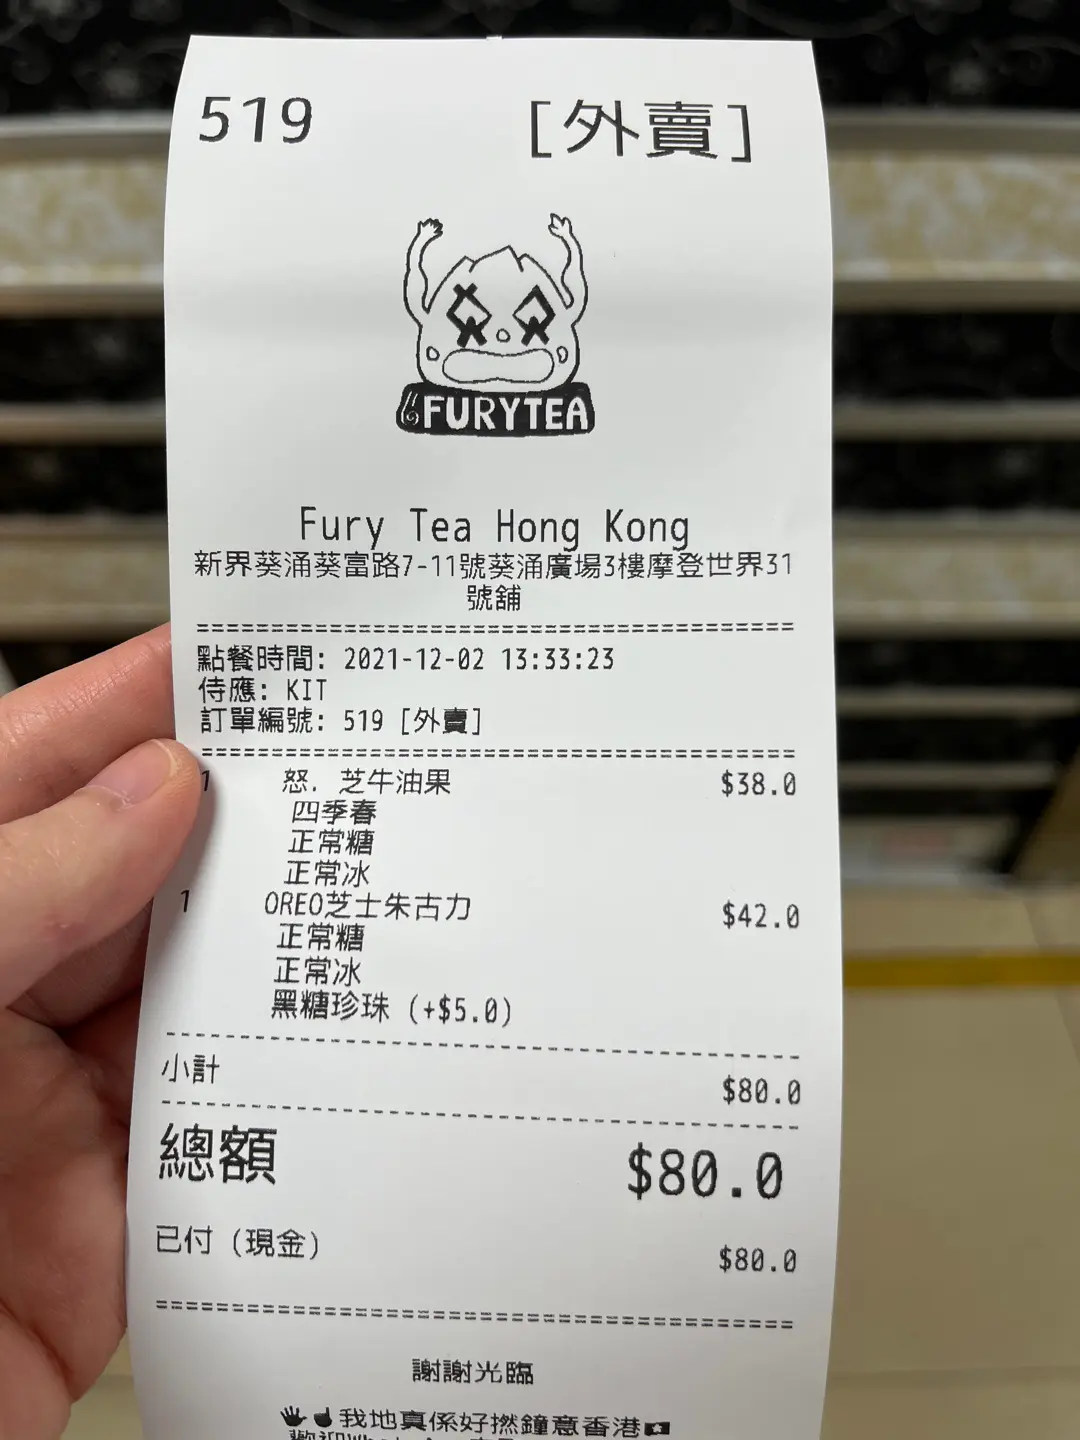 519 [外賣]
FURYTEA
Fury Tea Hong Kong
新界葵涌葵富路7-11號葵涌廣場3樓摩登世界31
號舖
========================================
點餐時間: 2021-12-02 13:33:23
侍應: KIT
訂單編號: 519 [外賣]
========================================
1 怒. 芝牛油果 $38.0
四季春
正常糖
正常冰
1 OREO芝士朱古力 $42.0
正常糖
正常冰
黑糖珍珠 (+$5.0)
----------------------------------------
小計 $80.0
----------------------------------------
總額 $80.0
已付 (現金) $80.0
========================================
謝謝光臨
我地真係好撚鐘意香港